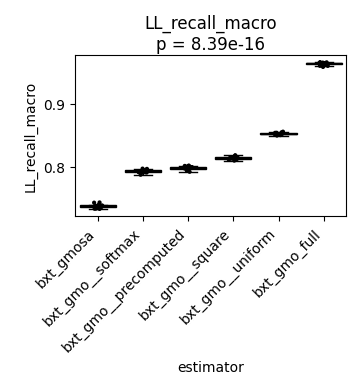 LL_recall_macro
p = 8.39e-16
LL_recall_macro
0.9
0.8
bxt_gmosa
bxt_gmo__softmax
bxt_gmo__precomputed
bxt_gmo__square
bxt_gmo__uniform
bxt_gmo_full
estimator